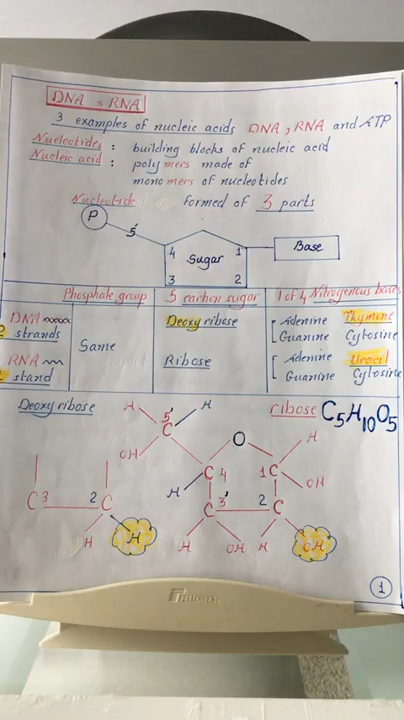 DNA & RNA
3 examples of nucleic acids DNA, RNA and ATP
Nucleotides : building blocks of nucleic acid
Nucleic acid : polymers made of
monomers of nucleotides
Nucleotide formed of 3 parts
P
5'
4 Sugar 1 Base
3 2
Phosphate group 5 carbon sugar 1 of 4 Nitrogenous bases
DNA Same Deoxy ribose Adenine Thymine
2 strands Guanine Cytosine
RNA Ribose Adenine Uracil
stand Guanine Cytosine
Deoxy ribose ribose C5H10O5
H 5' H
C
OH O H
C 4 1 C
H OH
C 3 2 C C 3' 2 C
H H H OH H OH
1
FELLOWES